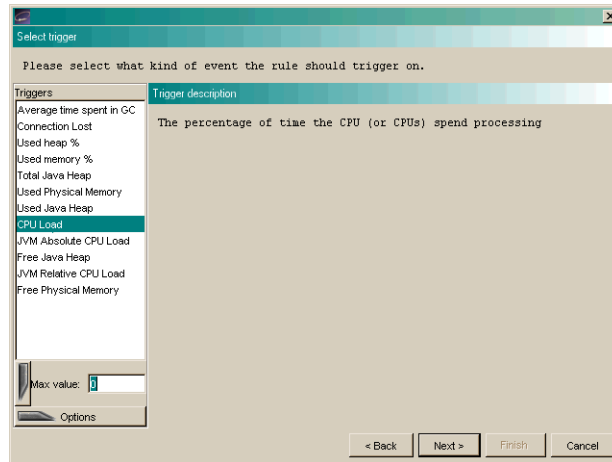 Select trigger
Please select what kind of event the rule should trigger on.
Triggers
Average time spent in GC
Connection Lost
Used heap %
Used memory %
Total Java Heap
Used Physical Memory
Used Java Heap
CPU Load
JVM Absolute CPU Load
Free Java Heap
JVM Relative CPU Load
Free Physical Memory
Max value: 0
Options
Trigger description
The percentage of time the CPU (or CPUs) spend processing
< Back Next > Finish Cancel